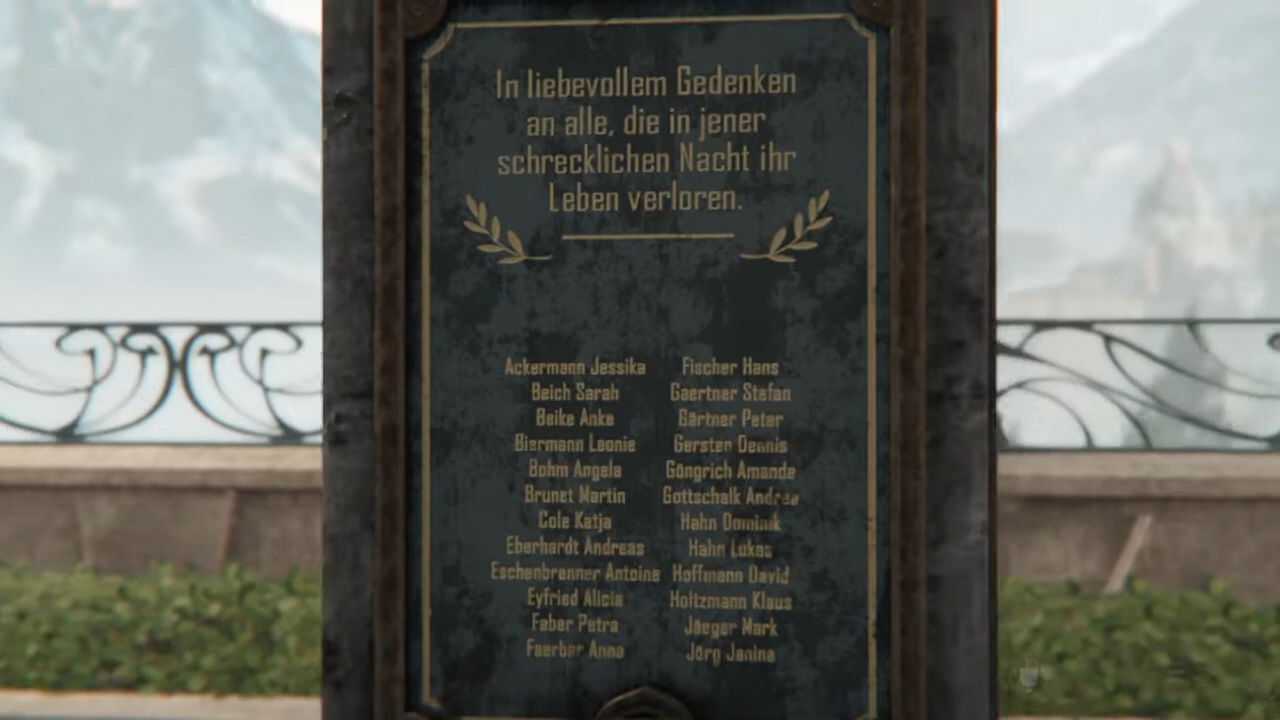 In liebevollem Gedenken
an alle, die in jener
schrecklichen Nacht ihr
Leben verloren.
Ackermann Jessika
Beich Sarah
Beike Anke
Biermann Leonie
Bohm Angela
Brunet Martin
Cole Katja
Eberhardt Andreas
Eschenbrenner Antoine
Eyfried Alicia
Faber Petra
Faerber Anna
Fischer Hans
Gaertner Stefan
Gärtner Peter
Gersten Dennis
Göngrich Amande
Gottschalk Andrea
Hahn Dominik
Hahn Lukas
Hoffmann David
Holtzmann Klaus
Jaeger Mark
Jörg Janina